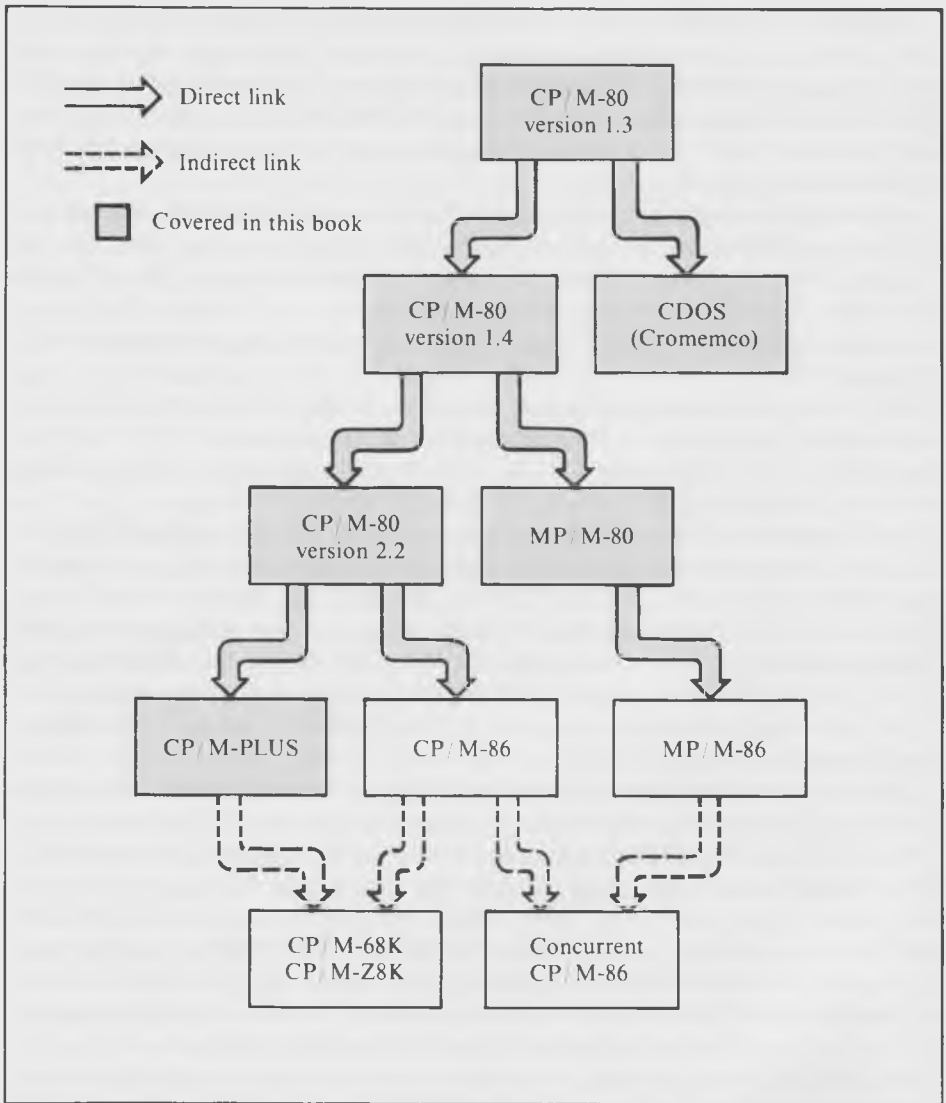 Direct link
Indirect link
Covered in this book
CP/M-80
version 1.3
CP/M-80
version 1.4
CDOS
(Cromemco)
CP/M-80
version 2.2
MP/M-80
CP/M-PLUS
CP/M-86
MP/M-86
CP/M-68K
CP/M-Z8K
Concurrent
CP/M-86